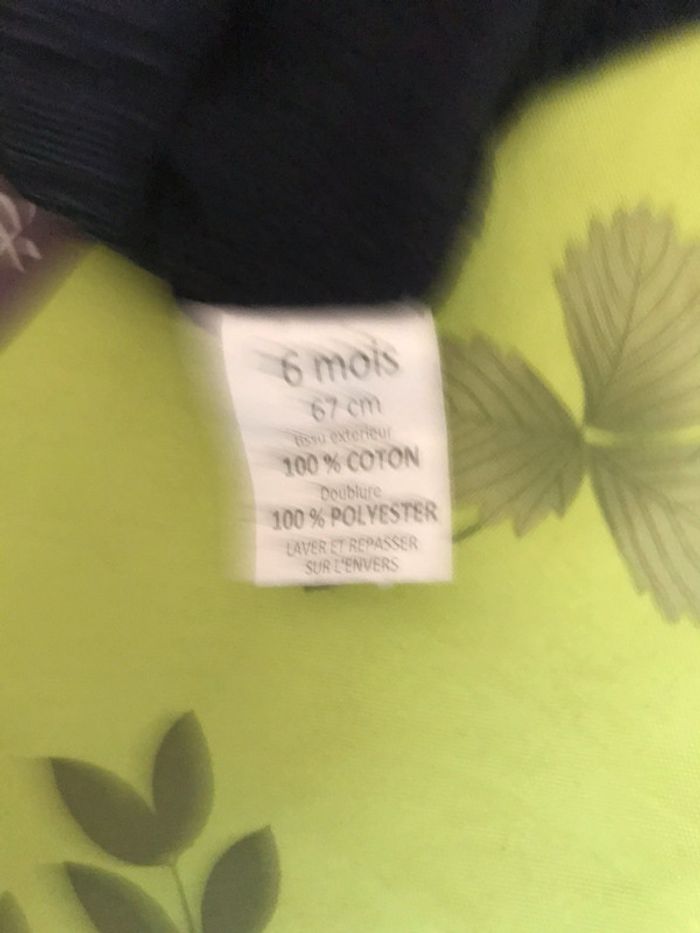 6 mois
67 cm
tissu extérieur
100 % COTON
Doublure
100 % POLYESTER
LAVER ET REPASSER
SUR L'ENVERS